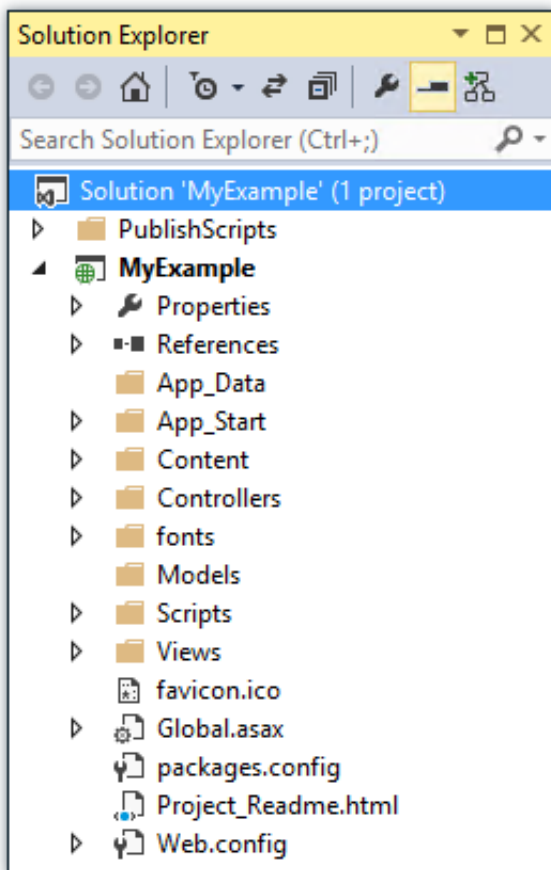 Solution Explorer
Search Solution Explorer (Ctrl+;)
Solution 'MyExample' (1 project)
PublishScripts
MyExample
Properties
References
App_Data
App_Start
Content
Controllers
fonts
Models
Scripts
Views
favicon.ico
Global.asax
packages.config
Project_Readme.html
Web.config